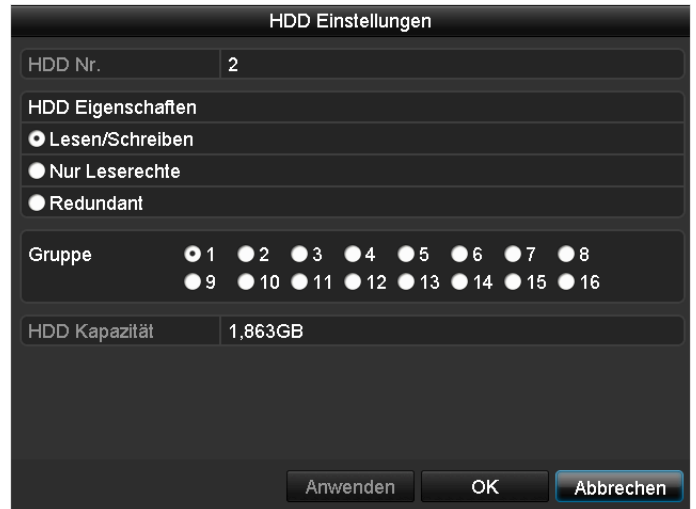 HDD Einstellungen
HDD Nr. 2
HDD Eigenschaften
Lesen/Schreiben
Nur Leserechte
Redundant
Gruppe 1 2 3 4 5 6 7 8
9 10 11 12 13 14 15 16
HDD Kapazität 1,863GB
Anwenden OK Abbrechen